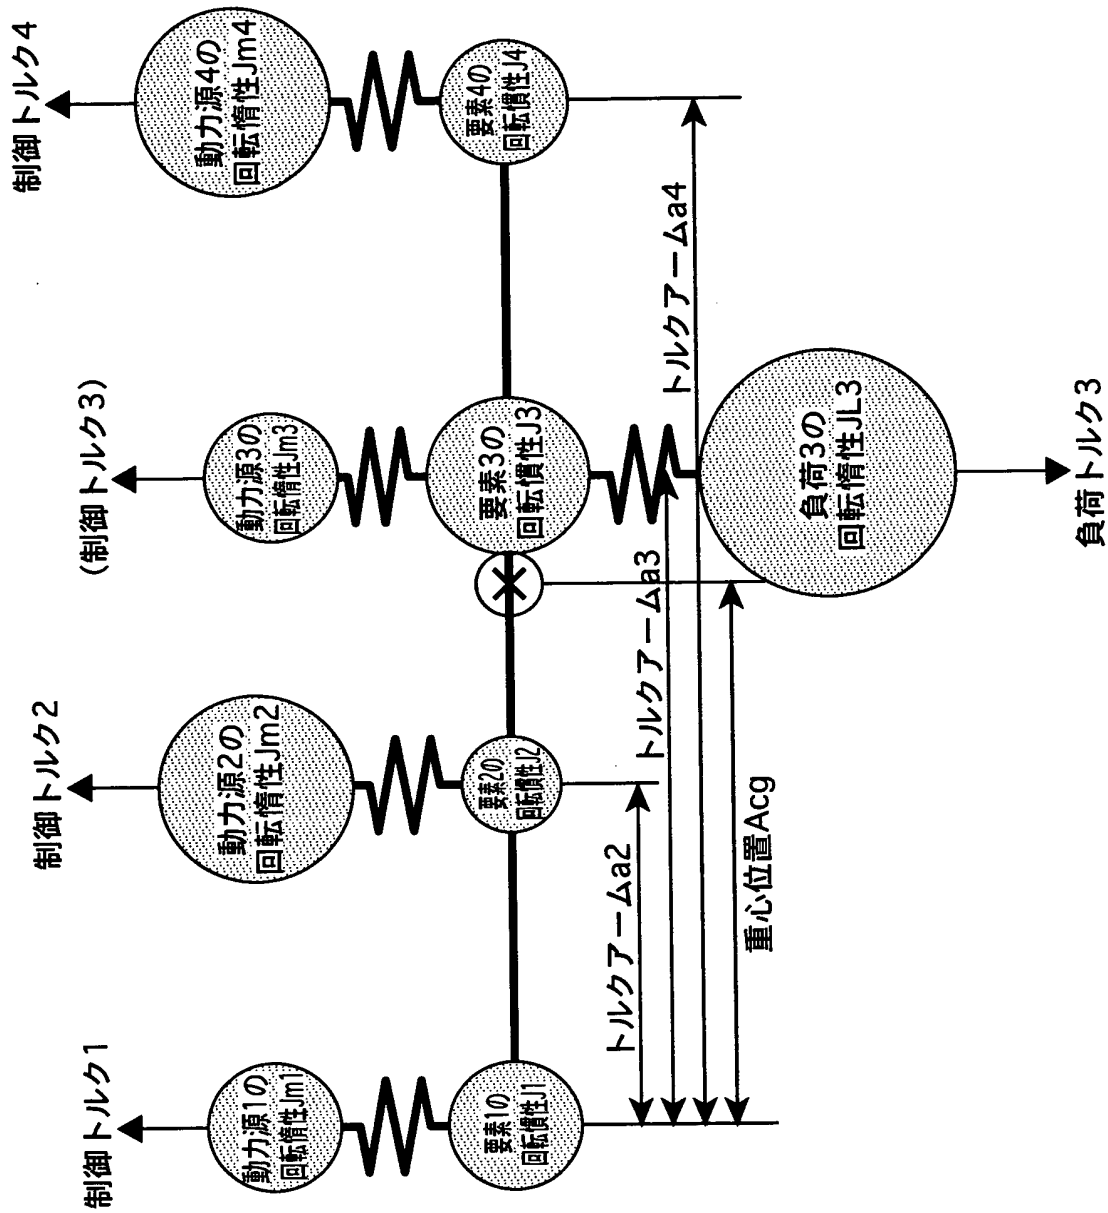 制御トルク1
制御トルク2
(制御トルク3)
制御トルク4
動力源1の
回転惰性Jm1
動力源2の
回転惰性Jm2
動力源3の
回転惰性Jm3
動力源4の
回転惰性Jm4
要素1の
回転慣性J1
要素2の
回転慣性J2
要素3の
回転慣性J3
要素4の
回転慣性J4
トルクアームa2
トルクアームa3
トルクアームa4
重心位置Acg
負荷3の
回転惰性JL3
負荷トルク3